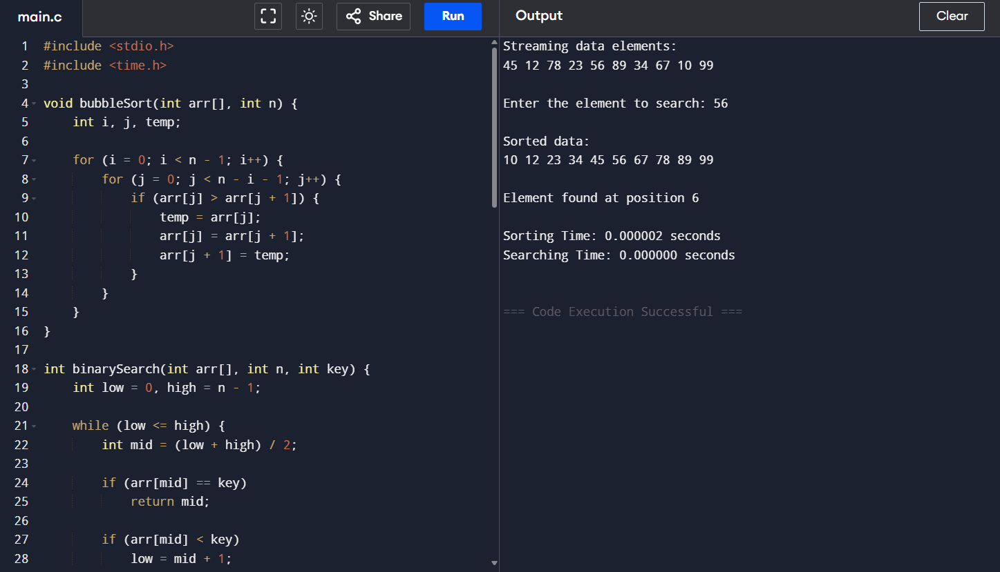 main.c
Share
Run
Output
Clear
1 #include <stdio.h>
2 #include <time.h>
3
4 void bubbleSort(int arr[], int n) {
5     int i, j, temp;
6
7     for (i = 0; i < n - 1; i++) {
8         for (j = 0; j < n - i - 1; j++) {
9             if (arr[j] > arr[j + 1]) {
10                 temp = arr[j];
11                 arr[j] = arr[j + 1];
12                 arr[j + 1] = temp;
13             }
14         }
15     }
16 }
17
18 int binarySearch(int arr[], int n, int key) {
19     int low = 0, high = n - 1;
20
21     while (low <= high) {
22         int mid = (low + high) / 2;
23
24         if (arr[mid] == key)
25             return mid;
26
27         if (arr[mid] < key)
28             low = mid + 1;
Streaming data elements:
45 12 78 23 56 89 34 67 10 99
Enter the element to search: 56
Sorted data:
10 12 23 34 45 56 67 78 89 99
Element found at position 6
Sorting Time: 0.000002 seconds
Searching Time: 0.000000 seconds
=== Code Execution Successful ===